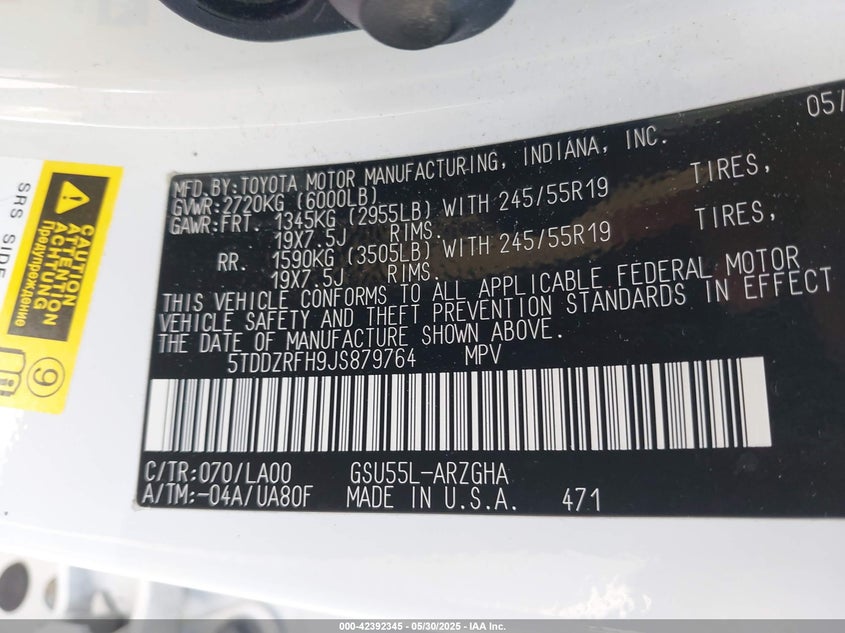 05/
MFD.BY:TOYOTA MOTOR MANUFACTURING, INDIANA, INC.
GVWR:2720KG (6000LB)
GAWR:FRT. 1345KG (2955LB) WITH 245/55R19 TIRES,
19X7.5J RIMS.
RR. 1590KG (3505LB) WITH 245/55R19 TIRES,
19X7.5J RIMS.
THIS VEHICLE CONFORMS TO ALL APPLICABLE FEDERAL MOTOR
VEHICLE SAFETY AND THEFT PREVENTION STANDARDS IN EFFECT
THE DATE OF MANUFACTURE SHOWN ABOVE.
5TDDZRFH9JS879764 MPV
C/TR:070/LA00 GSU55L-ARZGHA
A/TM:-04A/UA80F MADE IN U.S.A. 471
CAUTION
ATTENTION
ACHTUNG
Предупреждение
SRS SIDE
9
000-42392345 - 05/30/2025 - IAA Inc.